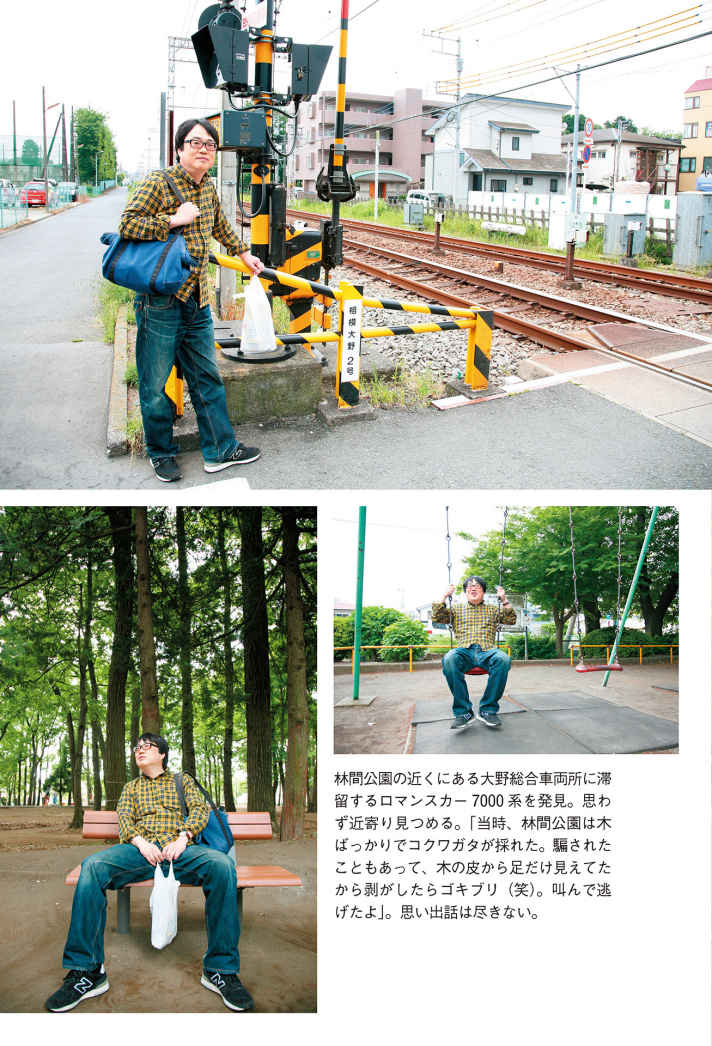 相模大野2号
林間公園の近くにある大野総合車両所に滞
留するロマンスカー7000系を発見。思わ
ず近寄り見つめる。「当時、林間公園は木
ばっかりでコクワガタが採れた。騙された
こともあって、木の皮から足だけ見えてた
から剥がしたらゴキブリ（笑）。叫んで逃
げたよ」。思い出話は尽きない。
N
N